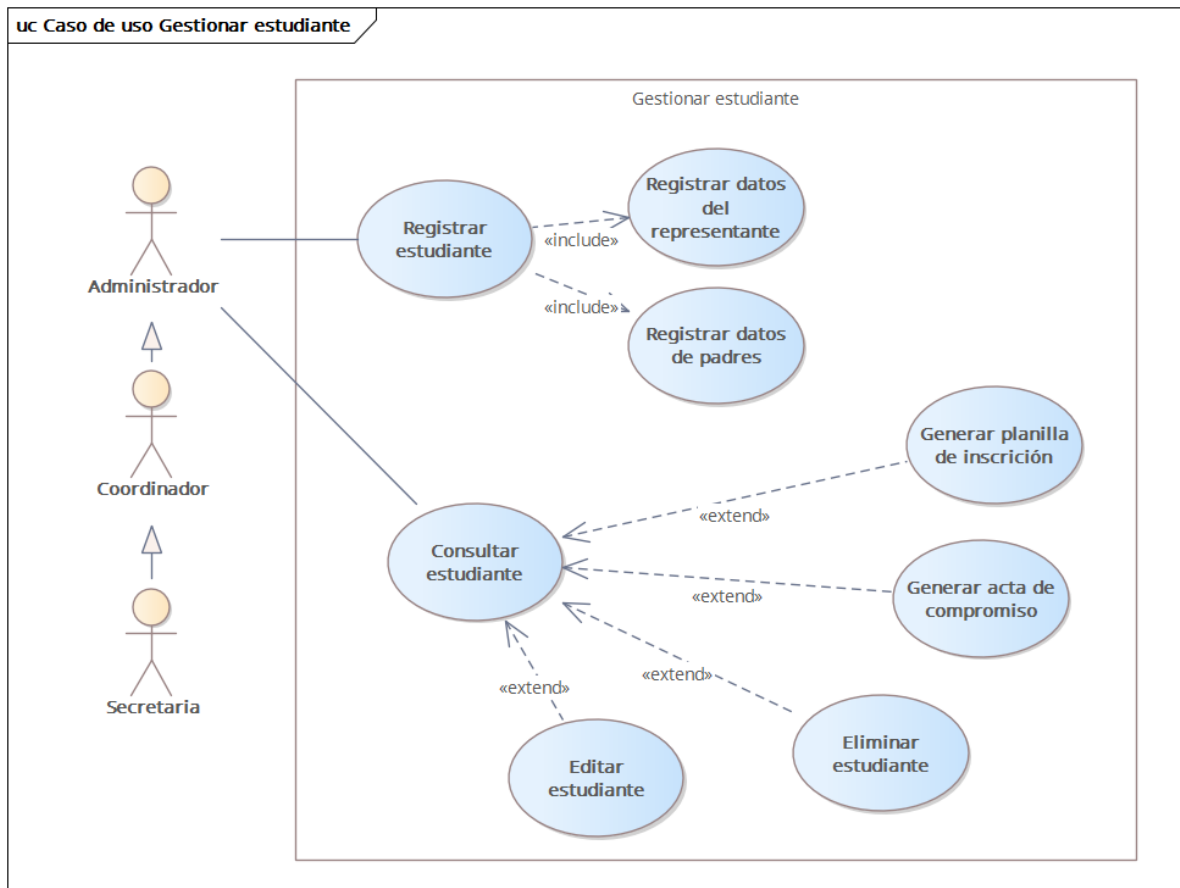 uc Caso de uso Gestionar estudiante
Gestionar estudiante
Administrador
Coordinador
Secretaria
Registrar
estudiante
«include»
«include»
Registrar datos
del
representante
Registrar datos
de padres
Consultar
estudiante
«extend»
«extend»
«extend»
«extend»
Generar planilla
de inscrición
Generar acta de
compromiso
Eliminar
estudiante
Editar
estudiante